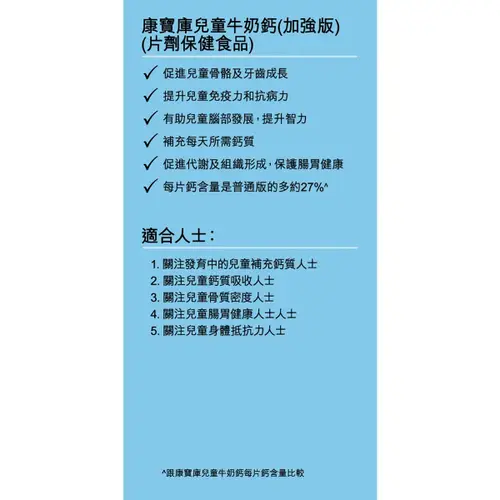 康寶庫兒童牛奶鈣(加強版)
(片劑保健食品)
✓ 促進兒童骨骼及牙齒成長
✓ 提升兒童免疫力和抗病力
✓ 有助兒童腦部發展，提升智力
✓ 補充每天所需鈣質
✓ 促進代謝及組織形成，保護腸胃健康
✓ 每片鈣含量是普通版的多約27%^
適合人士：
1. 關注發育中的兒童補充鈣質人士
2. 關注兒童鈣質吸收人士
3. 關注兒童骨質密度人士
4. 關注兒童腸胃健康人士人士
5. 關注兒童身體抵抗力人士
^跟康寶庫兒童牛奶鈣每片鈣含量比較